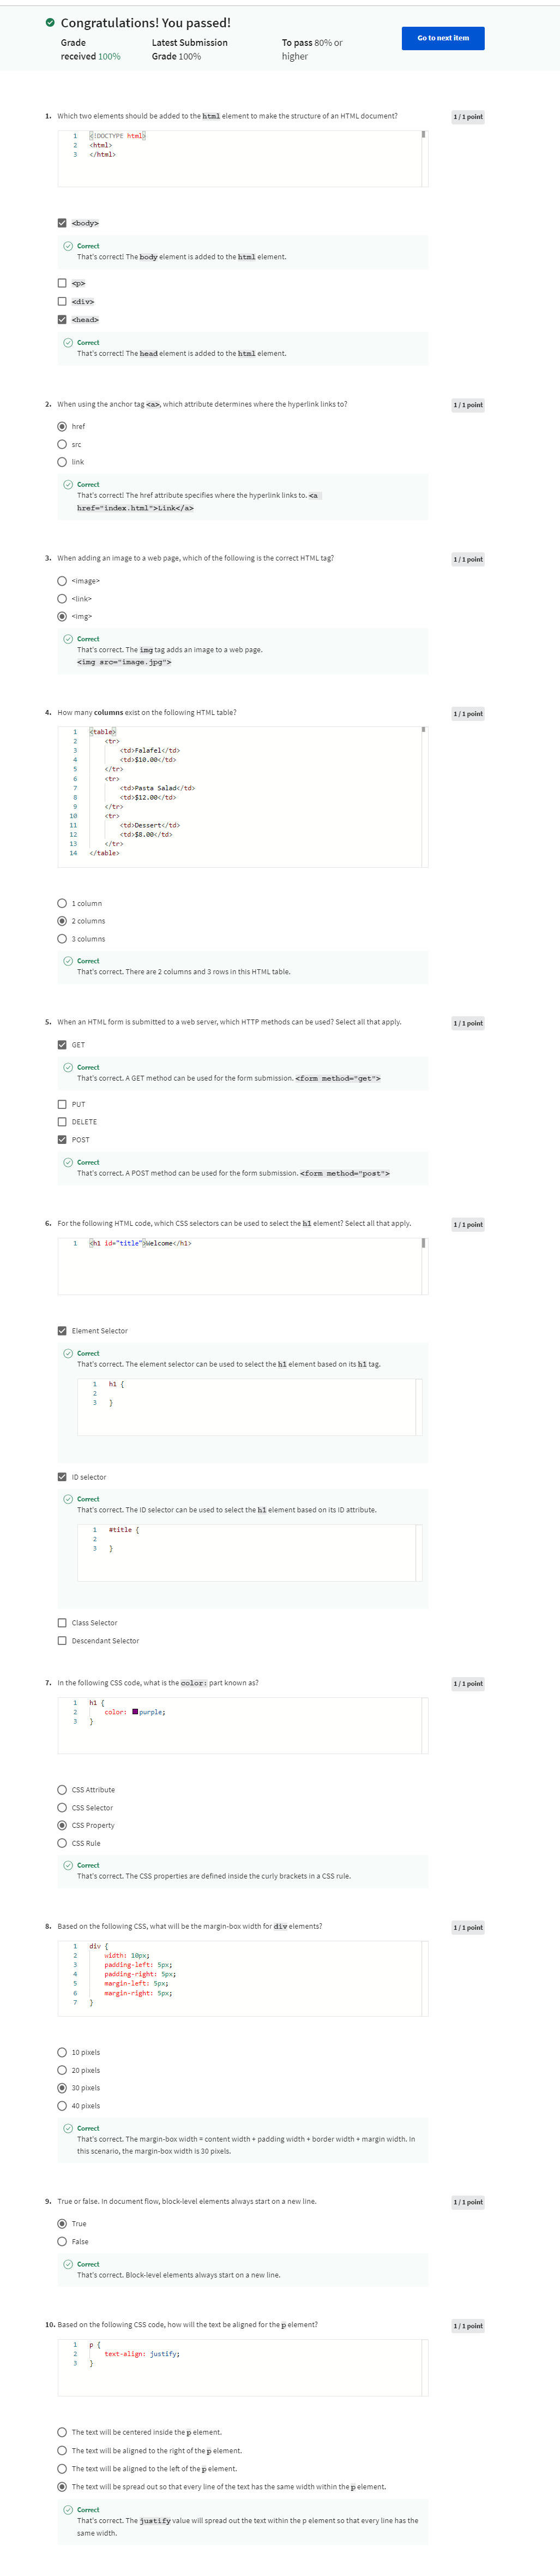 Congratulations! You passed!
Grade
received 100%
Latest Submission
Grade 100%
To pass 80% or
higher
Go to next item
1. Which two elements should be added to the html element to make the structure of an HTML document?
1 / 1 point
1 <!DOCTYPE html>
2 <html>
3 </html>
<body>
Correct
That's correct! The body element is added to the html element.
<p>
<div>
<head>
Correct
That's correct! The head element is added to the html element.
2. When using the anchor tag <a>, which attribute determines where the hyperlink links to?
1 / 1 point
href
src
link
Correct
That's correct! The href attribute specifies where the hyperlink links to. <a
href="index.html">Link</a>
3. When adding an image to a web page, which of the following is the correct HTML tag?
1 / 1 point
<image>
<link>
<img>
Correct
That's correct. The img tag adds an image to a web page.
<img src="image.jpg">
4. How many columns exist on the following HTML table?
1 / 1 point
1 <table>
2 <tr>
3 <td>Falafel</td>
4 <td>$10.00</td>
5 </tr>
6 <tr>
7 <td>Pasta Salad</td>
8 <td>$12.00</td>
9 </tr>
10 <tr>
11 <td>Dessert</td>
12 <td>$8.00</td>
13 </tr>
14 </table>
1 column
2 columns
3 columns
Correct
That's correct. There are 2 columns and 3 rows in this HTML table.
5. When an HTML form is submitted to a web server, which HTTP methods can be used? Select all that apply.
1 / 1 point
GET
Correct
That's correct. A GET method can be used for the form submission. <form method="get">
PUT
DELETE
POST
Correct
That's correct. A POST method can be used for the form submission. <form method="post">
6. For the following HTML code, which CSS selectors can be used to select the h1 element? Select all that apply.
1 / 1 point
1 <h1 id="title">Welcome</h1>
Element Selector
Correct
That's correct. The element selector can be used to select the h1 element based on its h1 tag.
1 h1 {
2
3 }
ID selector
Correct
That's correct. The ID selector can be used to select the h1 element based on its ID attribute.
1 #title {
2
3 }
Class Selector
Descendant Selector
7. In the following CSS code, what is the color: part known as?
1 / 1 point
1 h1 {
2 color: purple;
3 }
CSS Attribute
CSS Selector
CSS Property
CSS Rule
Correct
That's correct. The CSS properties are defined inside the curly brackets in a CSS rule.
8. Based on the following CSS, what will be the margin-box width for div elements?
1 / 1 point
1 div {
2 width: 10px;
3 padding-left: 5px;
4 padding-right: 5px;
5 margin-left: 5px;
6 margin-right: 5px;
7 }
10 pixels
20 pixels
30 pixels
40 pixels
Correct
That's correct. The margin-box width = content width + padding width + border width + margin width. In
this scenario, the margin-box width is 30 pixels.
9. True or false. In document flow, block-level elements always start on a new line.
1 / 1 point
True
False
Correct
That's correct. Block-level elements always start on a new line.
10. Based on the following CSS code, how will the text be aligned for the p element?
1 / 1 point
1 p {
2 text-align: justify;
3 }
The text will be centered inside the p element.
The text will be aligned to the right of the p element.
The text will be aligned to the left of the p element.
The text will be spread out so that every line of the text has the same width within the p element.
Correct
That's correct. The justify value will spread out the text within the p element so that every line has the
same width.